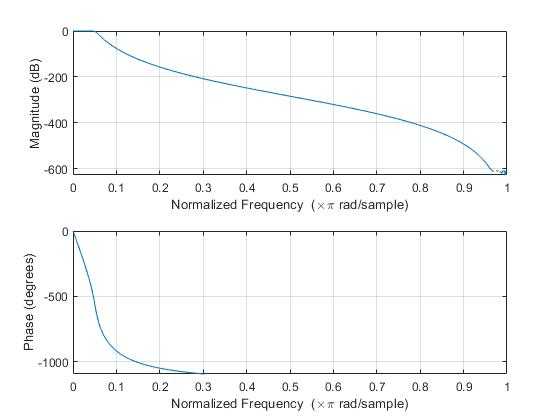 0
-200
-400
-600
Magnitude (dB)
0 0.1 0.2 0.3 0.4 0.5 0.6 0.7 0.8 0.9 1
Normalized Frequency (×π rad/sample)
0
-500
-1000
Phase (degrees)
0 0.1 0.2 0.3 0.4 0.5 0.6 0.7 0.8 0.9 1
Normalized Frequency (×π rad/sample)